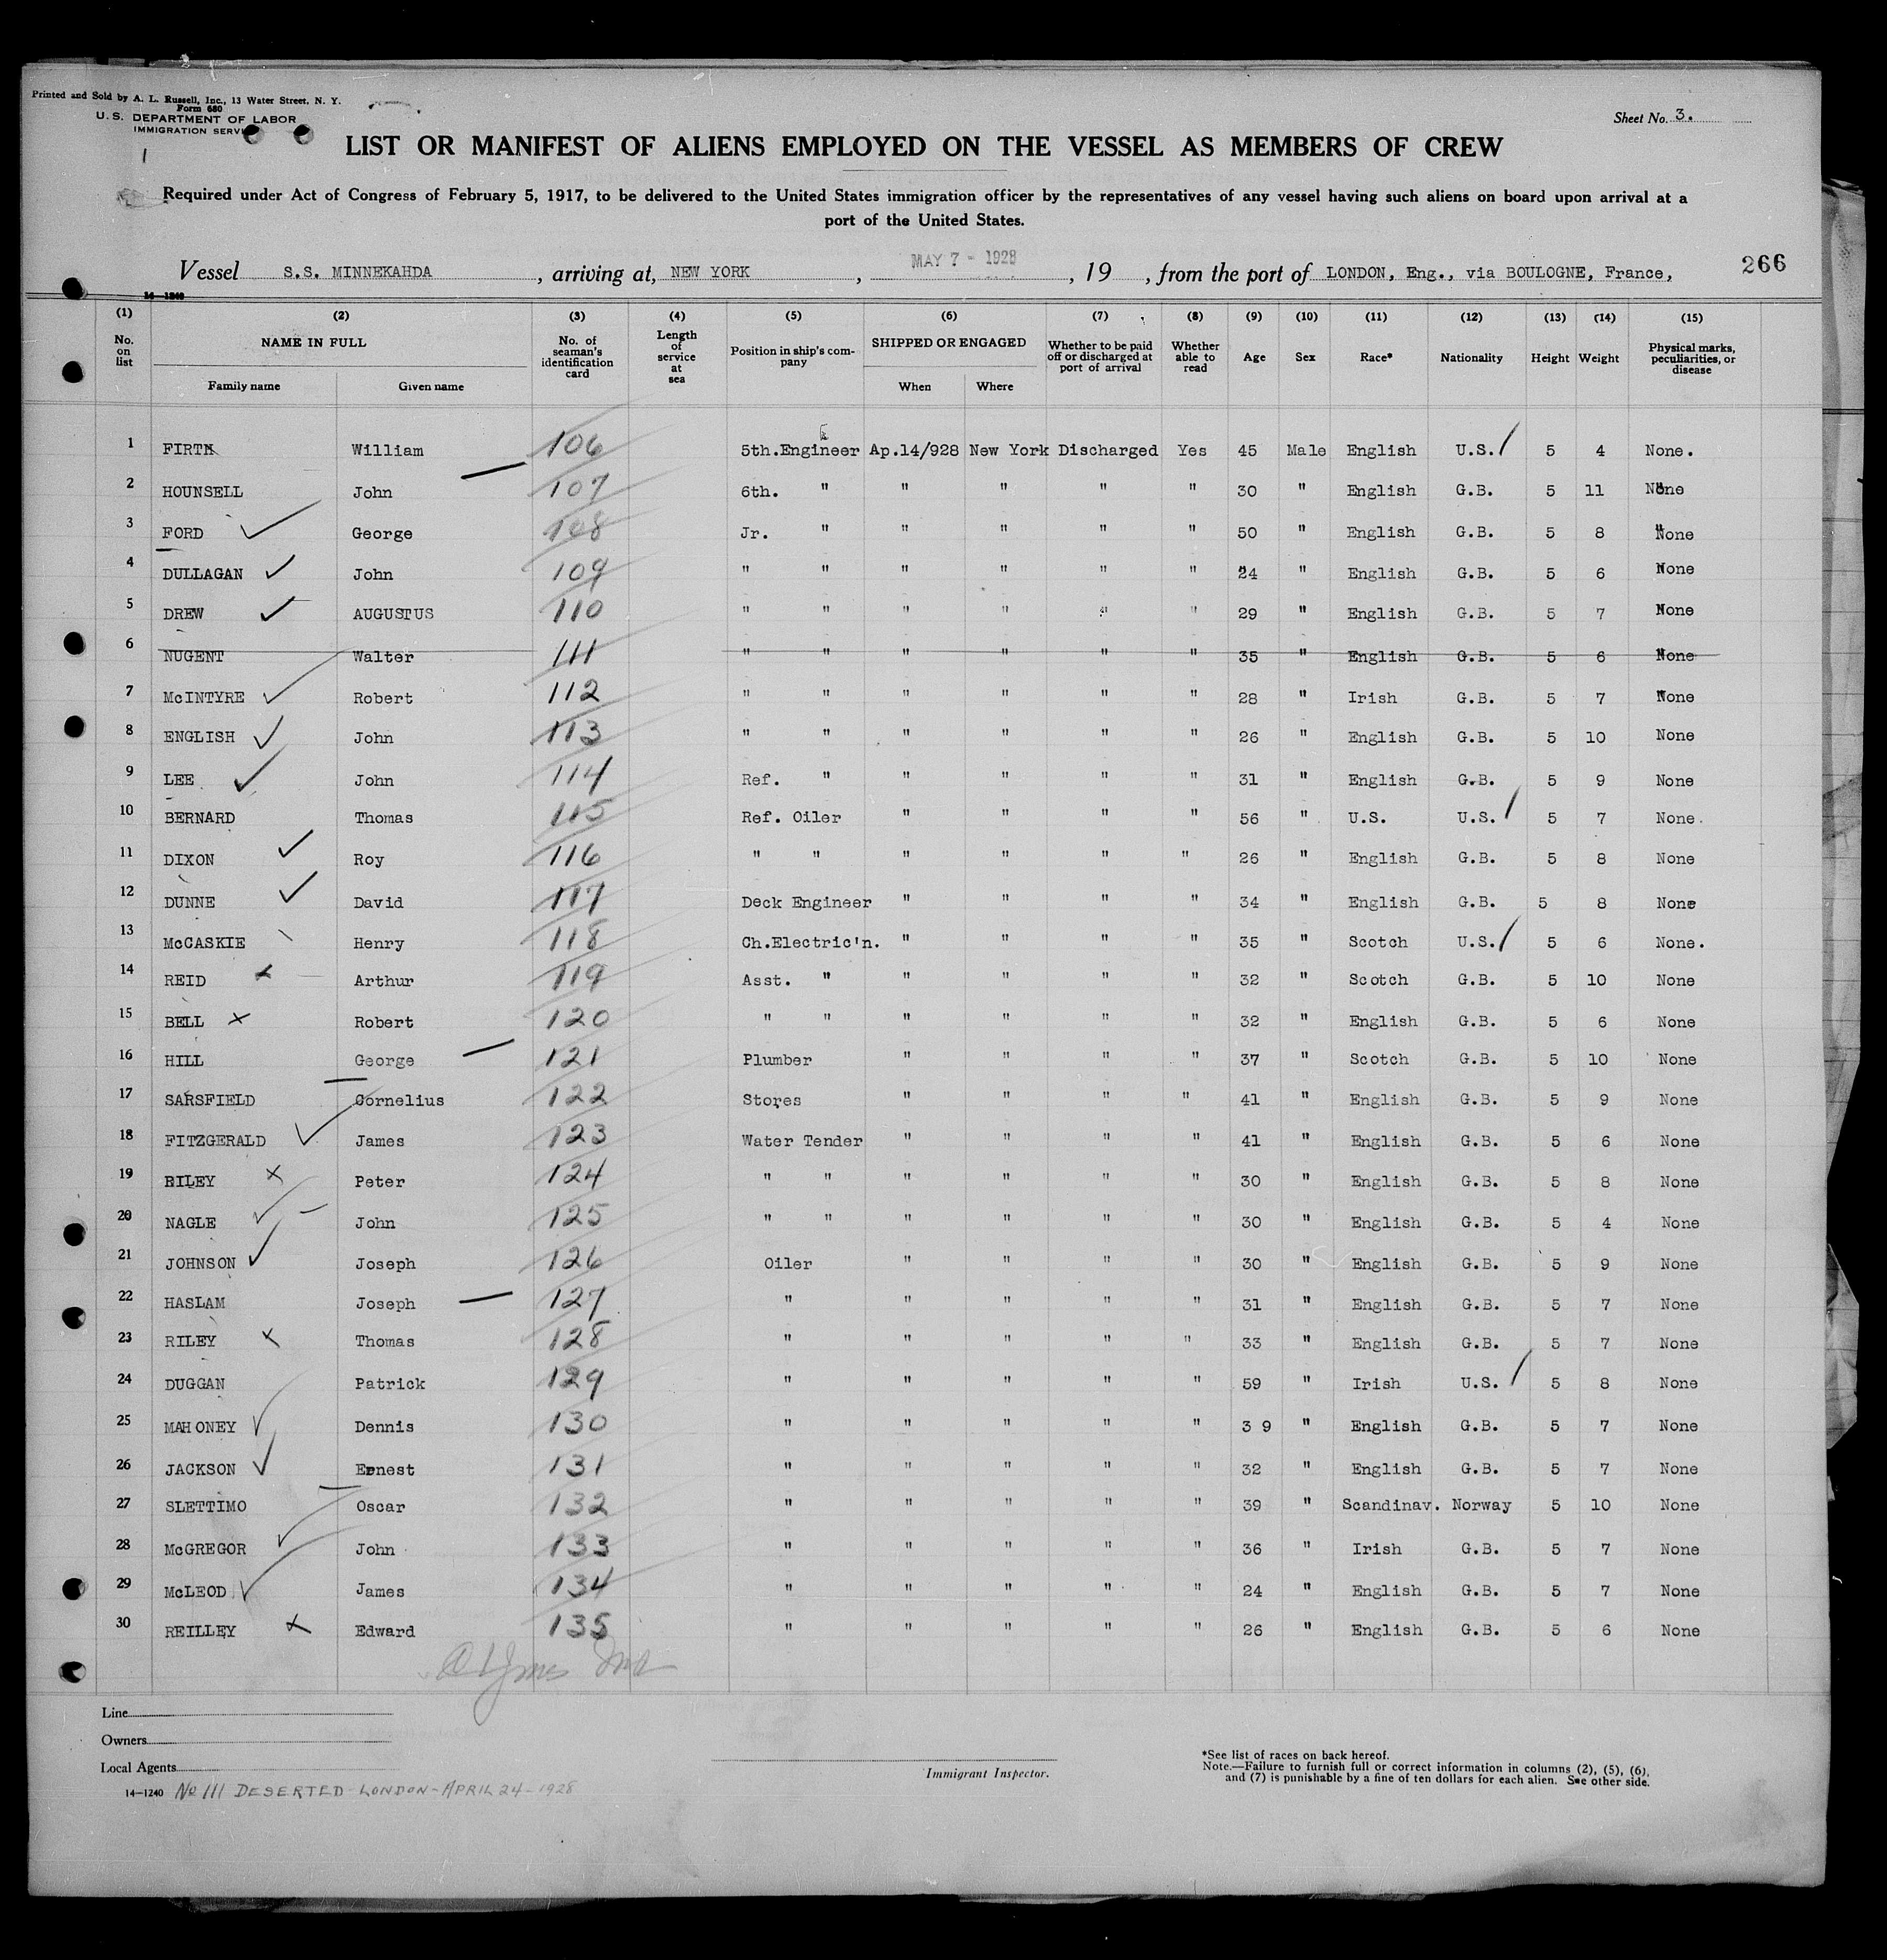 Printed and Sold by A. L. Russell, Inc., 13 Water Street, N. Y.
Form 680
U. S. DEPARTMENT OF LABOR
IMMIGRATION SERVICE
Sheet No. 3.
LIST OR MANIFEST OF ALIENS EMPLOYED ON THE VESSEL AS MEMBERS OF CREW
Required under Act of Congress of February 5, 1917, to be delivered to the United States immigration officer by the representatives of any vessel having such aliens on board upon arrival at a
port of the United States.
Vessel S.S. MINNEKAHDA, arriving at, NEW YORK, MAY 7 - 1928, 19 , from the port of LONDON, Eng., via BOULOGNE, France, 266
14—1240
(1) (2) (3) (4) (5) (6) (7) (8) (9) (10) (11) (12) (13) (14) (15)
No. on list NAME IN FULL Family name Given name No. of seaman's identification card Length of service at sea Position in ship's company SHIPPED OR ENGAGED When Where Whether to be paid off or discharged at port of arrival Whether able to read Age Sex Race* Nationality Height Weight Physical marks, peculiarities, or disease
1 FIRTH William 106 5th.Engineer Ap.14/928 New York Discharged Yes 45 Male English U.S. 5 4 None.
2 HOUNSELL John 107 6th. " " " " " 30 " English G.B. 5 11 None
3 FORD George 108 Jr. " " " " " 50 " English G.B. 5 8 None
4 DULLAGAN John 109 " " " " " " 24 " English G.B. 5 6 None
5 DREW AUGUSTUS 110 " " " " " " 29 " English G.B. 5 7 None
6 NUGENT Walter 111 " " " " " " 35 " English G.B. 5 6 None
7 McINTYRE Robert 112 " " " " " " 28 " Irish G.B. 5 7 None
8 ENGLISH John 113 " " " " " " 26 " English G.B. 5 10 None
9 LEE John 114 Ref. " " " " " 31 " English G.B. 5 9 None
10 BERNARD Thomas 115 Ref. Oiler " " " " 56 " U.S. U.S. 5 7 None.
11 DIXON Roy 116 " " " " " " 26 " English G.B. 5 8 None
12 DUNNE David 117 Deck Engineer " " " " 34 " English G.B. 5 8 None
13 McCASKIE Henry 118 Ch.Electric'n. " " " " 35 " Scotch U.S. 5 6 None.
14 REID Arthur 119 Asst. " " " " " 32 " Scotch G.B. 5 10 None
15 BELL Robert 120 " " " " " " 32 " English G.B. 5 6 None
16 HILL George 121 Plumber " " " " 37 " Scotch G.B. 5 10 None
17 SARSFIELD Cornelius 122 Stores " " " " 41 " English G.B. 5 9 None
18 FITZGERALD James 123 Water Tender " " " " 41 " English G.B. 5 6 None
19 RILEY Peter 124 " " " " " " 30 " English G.B. 5 8 None
20 NAGLE John 125 " " " " " " 30 " English G.B. 5 4 None
21 JOHNSON Joseph 126 Oiler " " " " 30 " English G.B. 5 9 None
22 HASLAM Joseph 127 " " " " " 31 " English G.B. 5 7 None
23 RILEY Thomas 128 " " " " " 33 " English G.B. 5 7 None
24 DUGGAN Patrick 129 " " " " " 59 " Irish U.S. 5 8 None
25 MAHONEY Dennis 130 " " " " " 3 9 " English G.B. 5 7 None
26 JACKSON Ernest 131 " " " " " 32 " English G.B. 5 7 None
27 SLETTIMO Oscar 132 " " " " " 39 " Scandinav. Norway 5 10 None
28 McGREGOR John 133 " " " " " 36 " Irish G.B. 5 7 None
29 McLEOD James 134 " " " " " 24 " English G.B. 5 7 None
30 REILLEY Edward 135 " " " " " 26 " English G.B. 5 6 None
Line
Owners
Local Agents
Immigrant Inspector.
*See list of races on back hereof.
Note.—Failure to furnish full or correct information in columns (2), (5), (6),
and (7) is punishable by a fine of ten dollars for each alien. See other side.
14—1240 No 111 DESERTED - LONDON - APRIL 24 - 1928